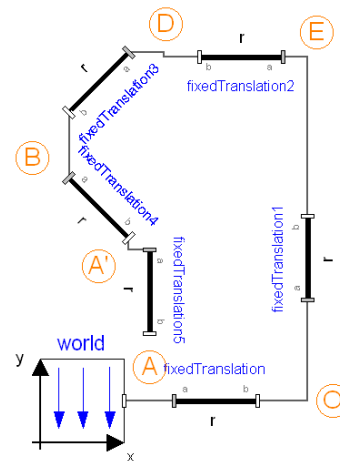 D
E
r
a
b
a
fixedTranslation2
r
b
fixedTranslation3
B
a
fixedTranslation4
r
b
A'
a
fixedTranslation5
r
b
fixedTranslation1
b
r
a
world
A
fixedTranslation
y
a
b
C
r
x